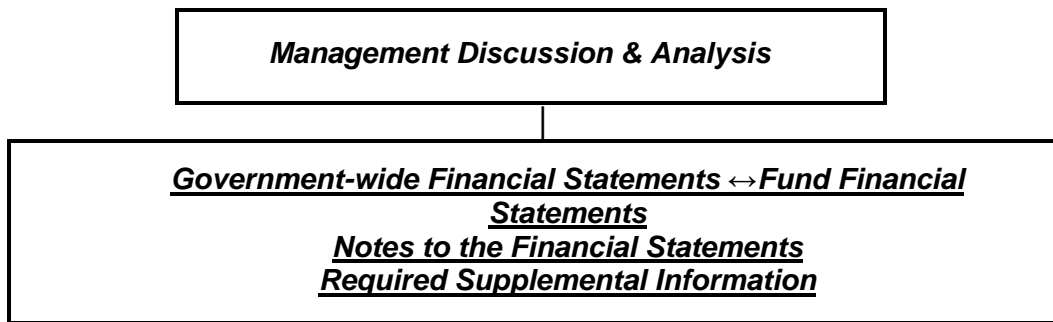 Management Discussion & Analysis
Government-wide Financial Statements ↔Fund Financial
Statements
Notes to the Financial Statements
Required Supplemental Information